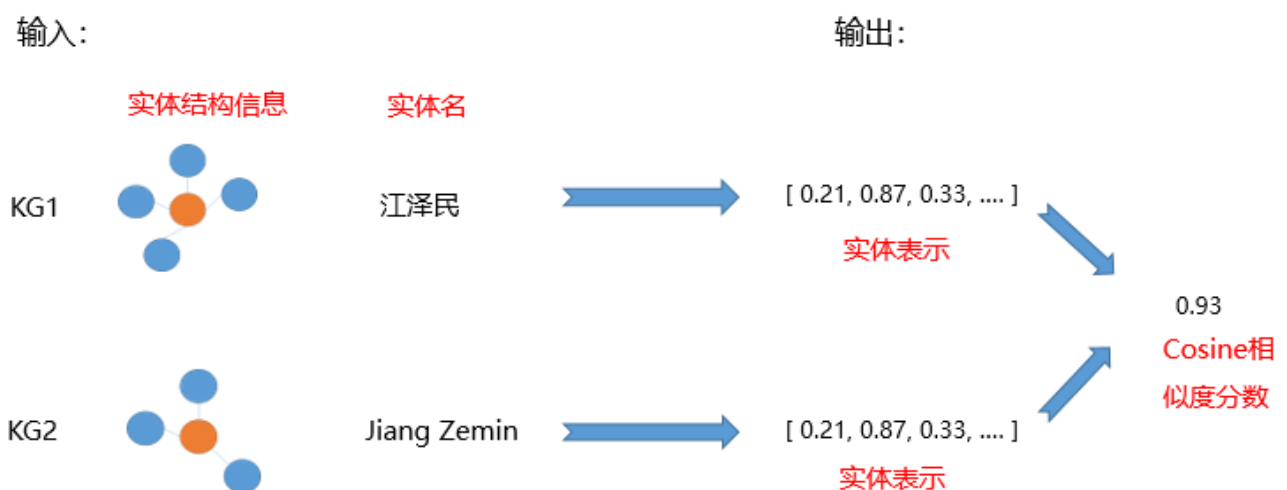 输入：
输出：
实体结构信息
实体名
KG1
江泽民
[ 0.21, 0.87, 0.33, .... ]
实体表示
0.93
Cosine相
似度分数
KG2
Jiang Zemin
[ 0.21, 0.87, 0.33, .... ]
实体表示